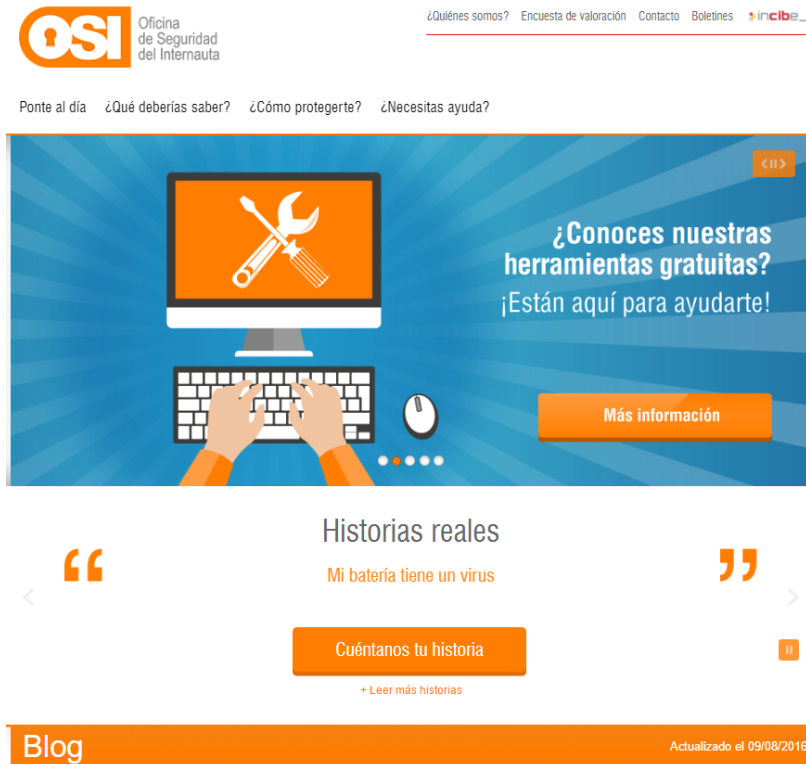 OSI
Oficina
de Seguridad
del Internauta
¿Quiénes somos? Encuesta de valoración Contacto Boletines incibe_
Ponte al día ¿Qué deberías saber? ¿Cómo protegerte? ¿Necesitas ayuda?
¿Conoces nuestras
herramientas gratuitas?
¡Están aquí para ayudarte!
Más información
Historias reales
“ ”
Mi batería tiene un virus
Cuéntanos tu historia
+ Leer más historias
Blog
Actualizado el 09/08/2016